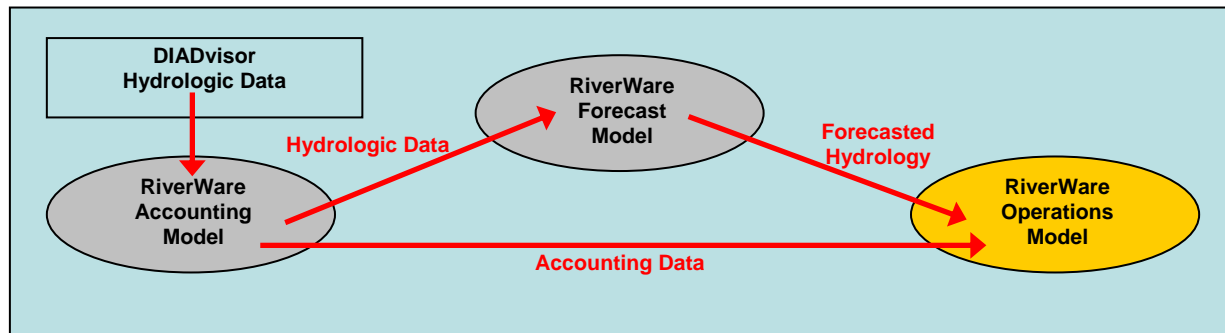 DIADvisor
Hydrologic Data
RiverWare
Forecast
Model
Hydrologic Data
Forecasted
Hydrology
RiverWare
Accounting
Model
RiverWare
Operations
Model
Accounting Data